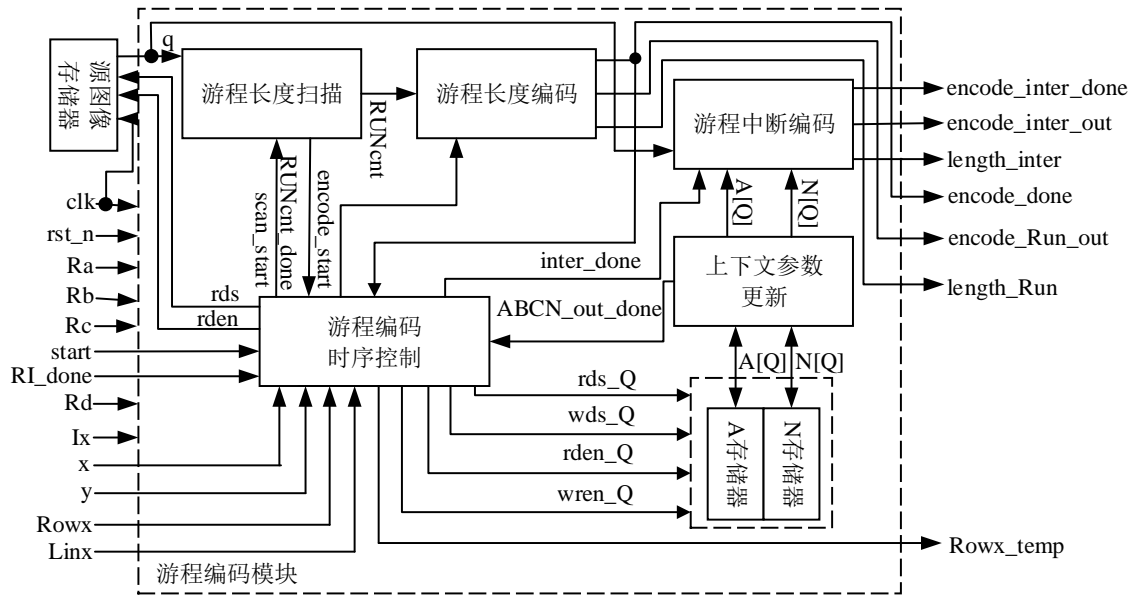 q
源图像
存储器
游程长度扫描
RUNcnt
游程长度编码
游程中断编码
encode_inter_done
encode_inter_out
length_inter
encode_done
encode_Run_out
length_Run
clk
rst_n
Ra
Rb
Rc
start
RI_done
Rd
Ix
x
y
Rowx
Linx
rds
rden
scan_start
RUNcnt_done
encode_start
inter_done
ABCN_out_done
A[Q]
N[Q]
上下文参数
更新
游程编码
时序控制
A[Q]
N[Q]
rds_Q
wds_Q
rden_Q
wren_Q
A存储器
N存储器
Rowx_temp
游程编码模块